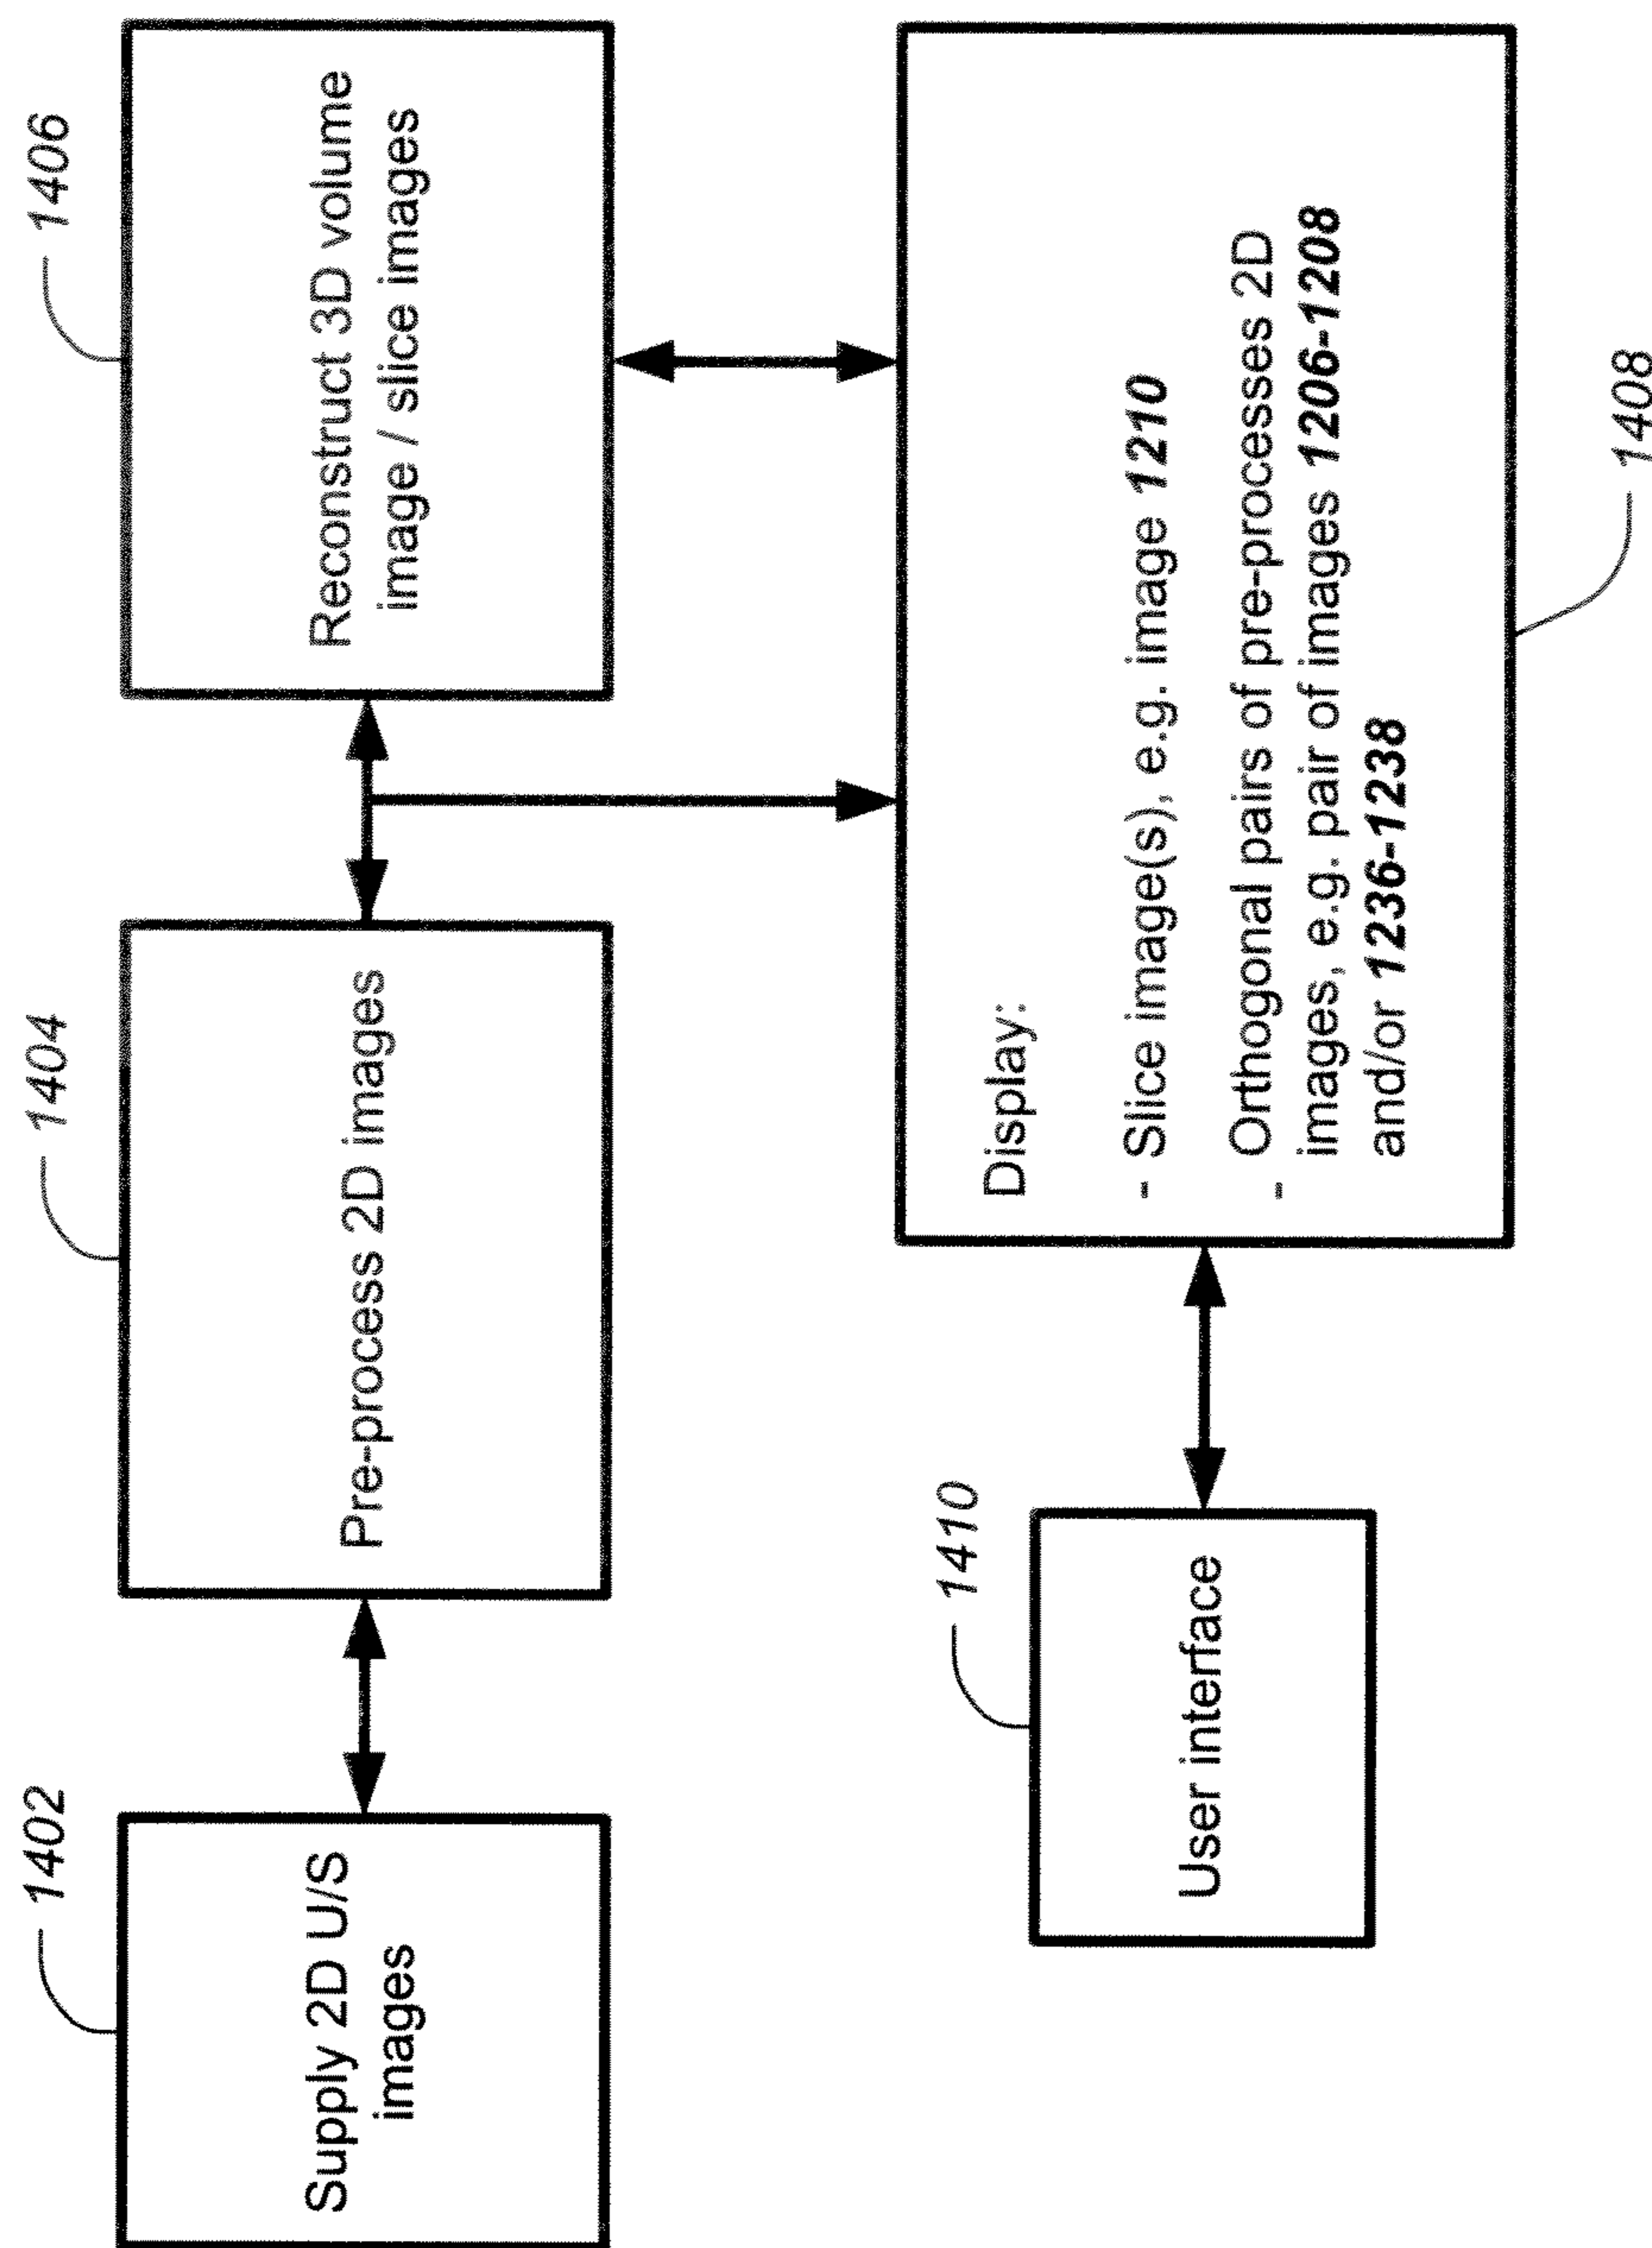 1402
Supply 2D U/S
images
1404
Pre-process 2D images
1406
Reconstruct 3D volume
image / slice images
1410
User interface
Display:
- Slice image(s), e.g. image 1210
- Orthogonal pairs of pre-processes 2D
images, e.g. pair of images 1206-1208
and/or 1236-1238
1408